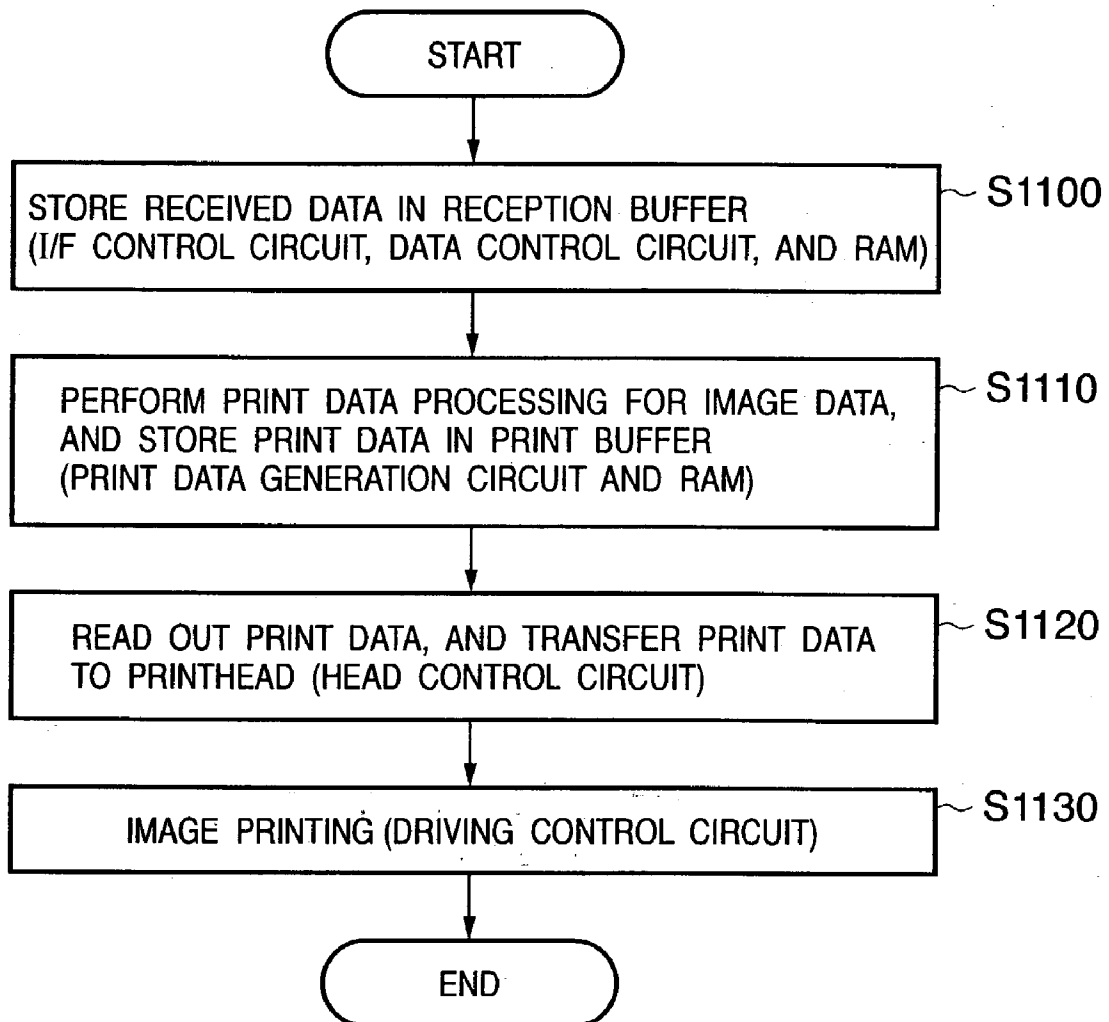 START
STORE RECEIVED DATA IN RECEPTION BUFFER
(I/F CONTROL CIRCUIT, DATA CONTROL CIRCUIT, AND RAM)
S1100
PERFORM PRINT DATA PROCESSING FOR IMAGE DATA,
AND STORE PRINT DATA IN PRINT BUFFER
(PRINT DATA GENERATION CIRCUIT AND RAM)
S1110
READ OUT PRINT DATA, AND TRANSFER PRINT DATA
TO PRINTHEAD (HEAD CONTROL CIRCUIT)
S1120
IMAGE PRINTING (DRIVING CONTROL CIRCUIT)
S1130
END